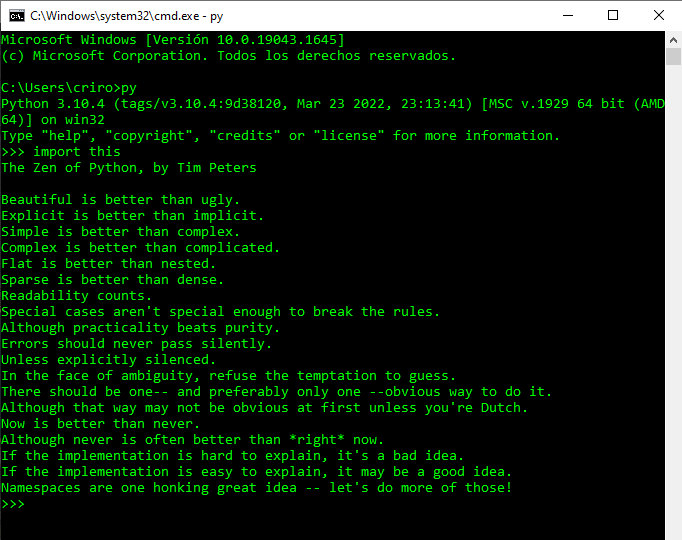 C:\Windows\system32\cmd.exe - py
Microsoft Windows [Versión 10.0.19043.1645]
(c) Microsoft Corporation. Todos los derechos reservados.
C:\Users\criro>py
Python 3.10.4 (tags/v3.10.4:9d38120, Mar 23 2022, 23:13:41) [MSC v.1929 64 bit (AMD
64)] on win32
Type "help", "copyright", "credits" or "license" for more information.
>>> import this
The Zen of Python, by Tim Peters
Beautiful is better than ugly.
Explicit is better than implicit.
Simple is better than complex.
Complex is better than complicated.
Flat is better than nested.
Sparse is better than dense.
Readability counts.
Special cases aren't special enough to break the rules.
Although practicality beats purity.
Errors should never pass silently.
Unless explicitly silenced.
In the face of ambiguity, refuse the temptation to guess.
There should be one-- and preferably only one --obvious way to do it.
Although that way may not be obvious at first unless you're Dutch.
Now is better than never.
Although never is often better than *right* now.
If the implementation is hard to explain, it's a bad idea.
If the implementation is easy to explain, it may be a good idea.
Namespaces are one honking great idea -- let's do more of those!
>>>